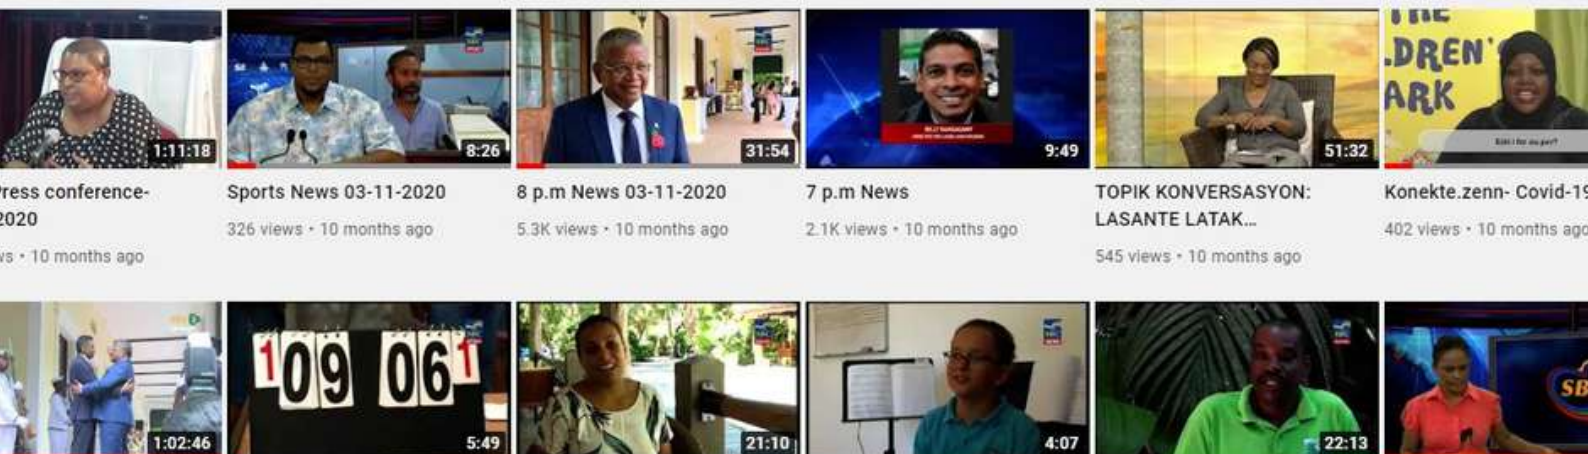 DREN'S
ARK
1:11:18
8:26
31:54
9:49
51:32
Press conference-
2020
10 months ago
Sports News 03-11-2020
326 views • 10 months ago
8 p.m News 03-11-2020
5.3K views • 10 months ago
7 p.m News
2.1K views • 10 months ago
TOPIK KONVERSASYON:
LASANTE LATAK...
545 views • 10 months ago
Konekte.zenn- Covid-19
402 views • 10 months ago
109 061
SB
1:02:46
5:49
21:10
4:07
22:13